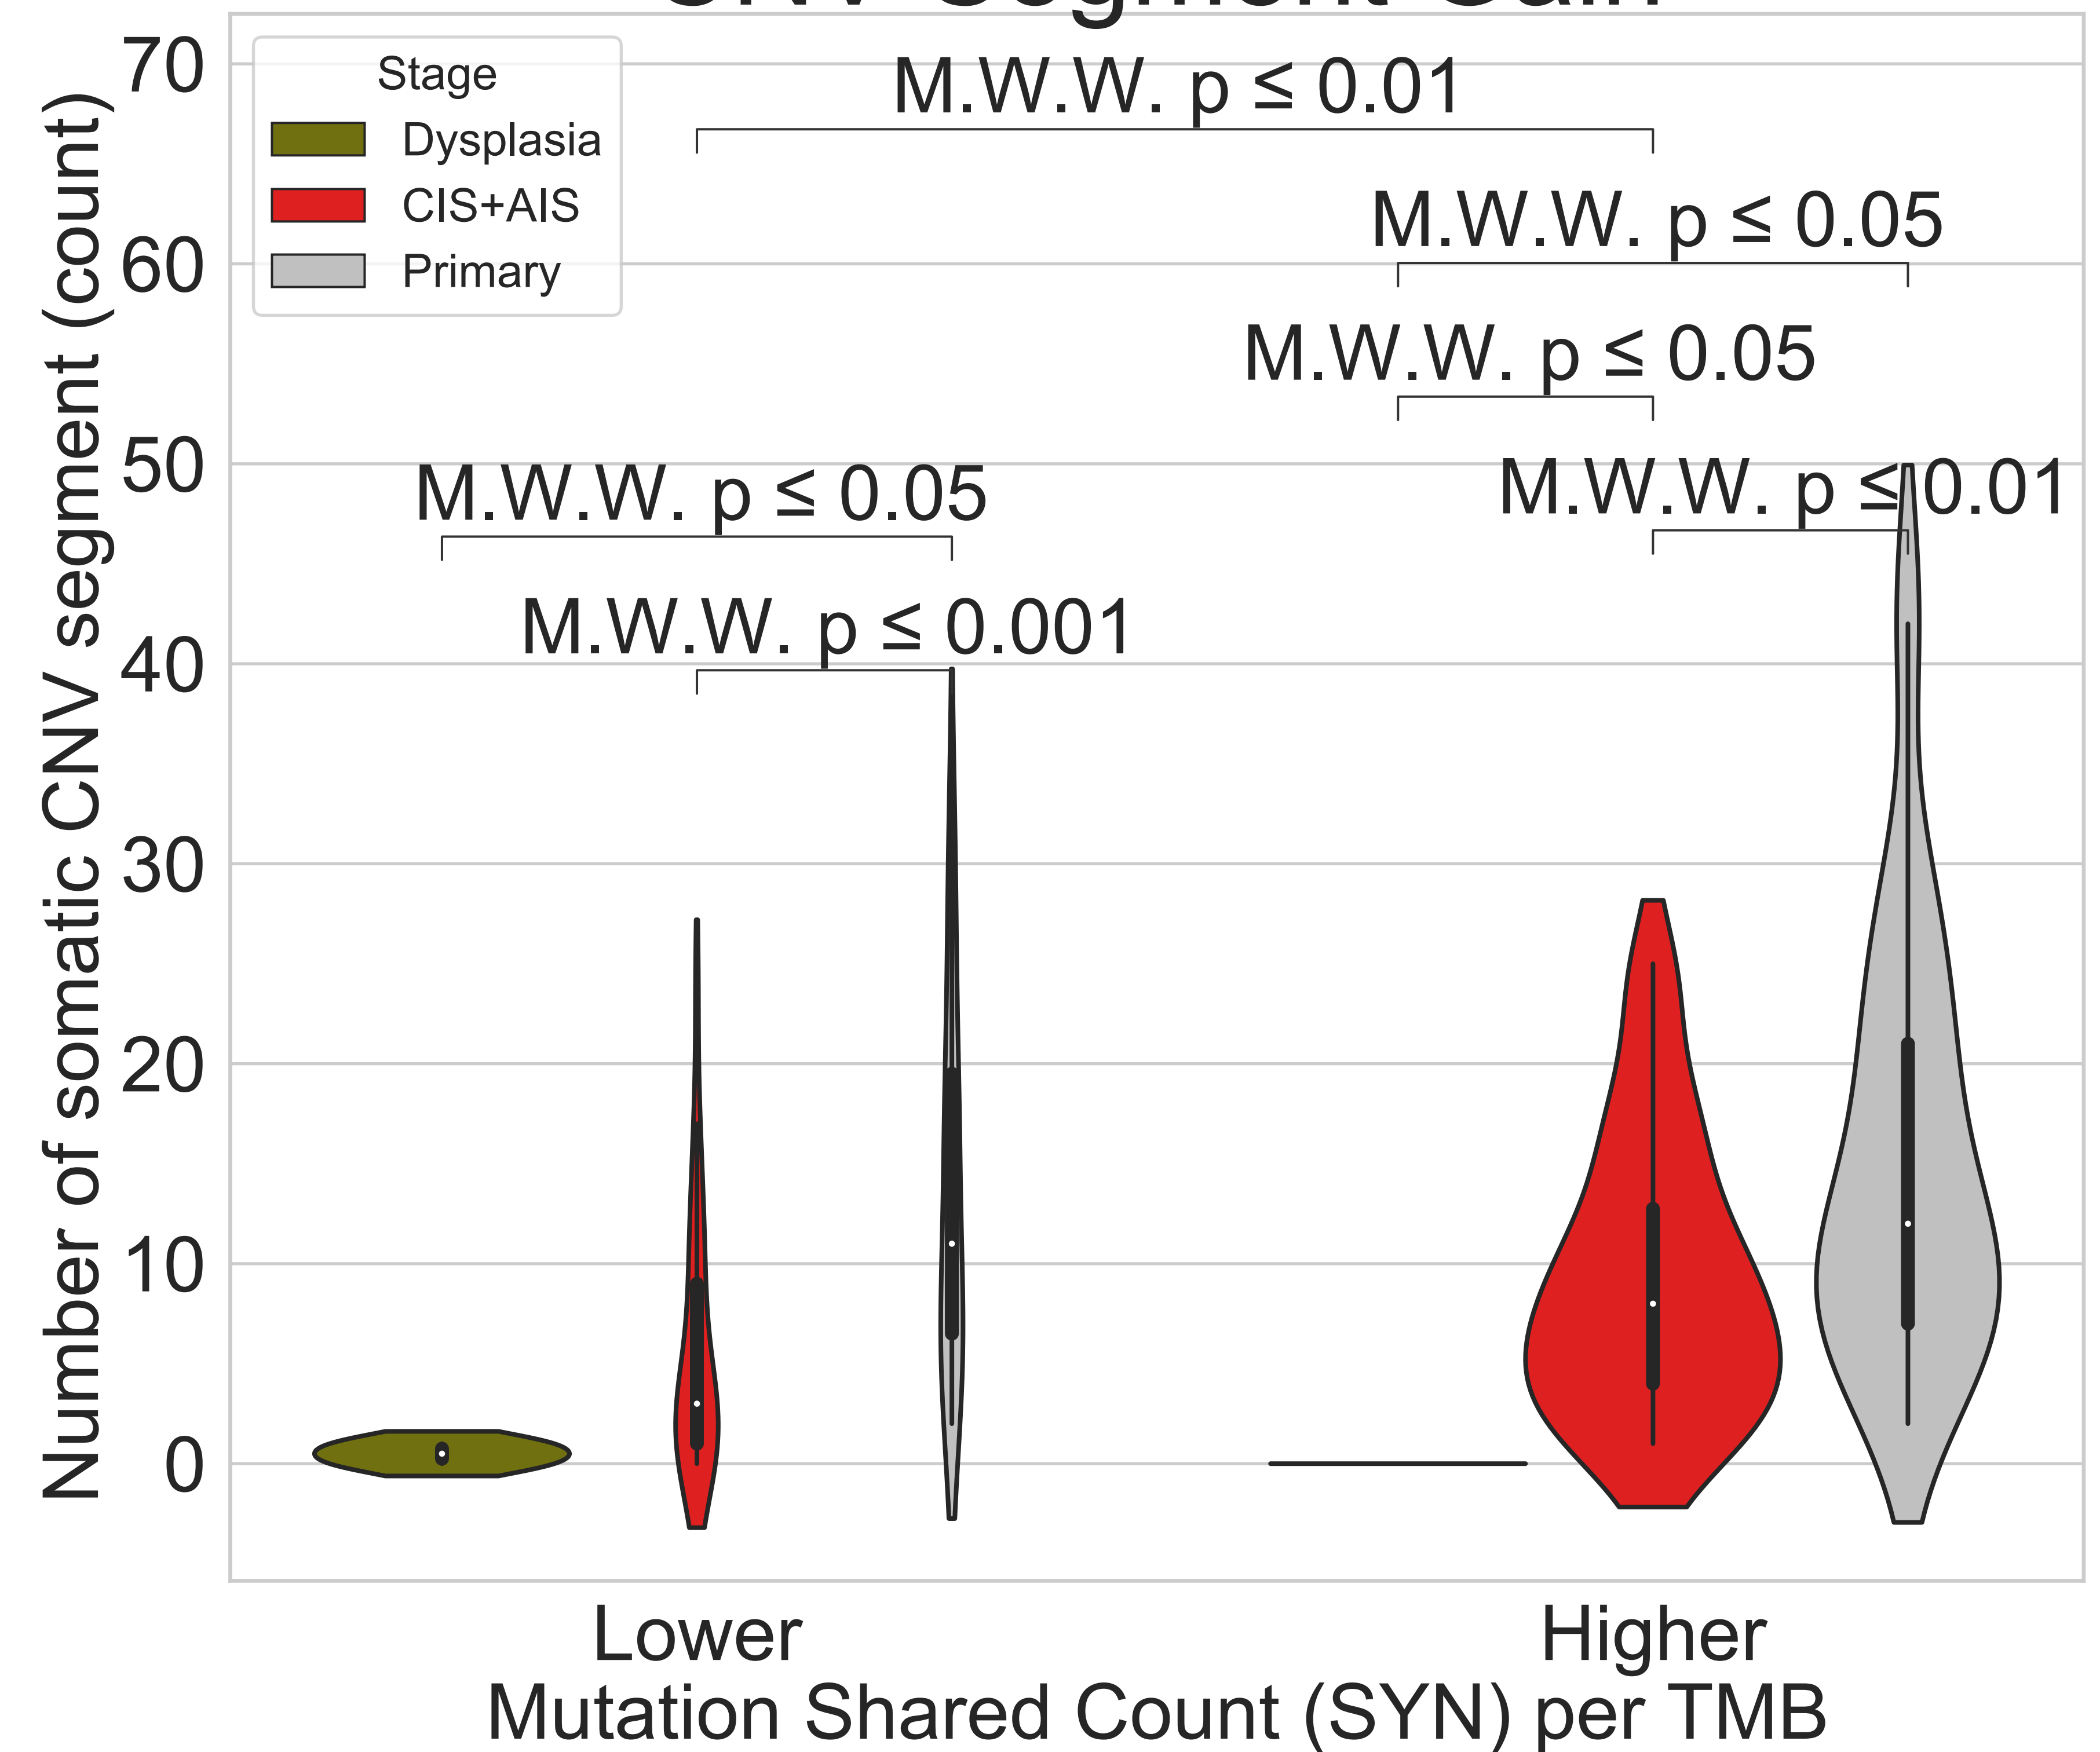 Stage
Dysplasia
CIS+AIS
Primary
M.W.W. p ≤ 0.01
M.W.W. p ≤ 0.05
M.W.W. p ≤ 0.05
M.W.W. p ≤ 0.01
M.W.W. p ≤ 0.05
M.W.W. p ≤ 0.001
Number of somatic CNV segment (count)
70
60
50
40
30
20
10
0
Lower
Higher
Mutation Shared Count (SYN) per TMB